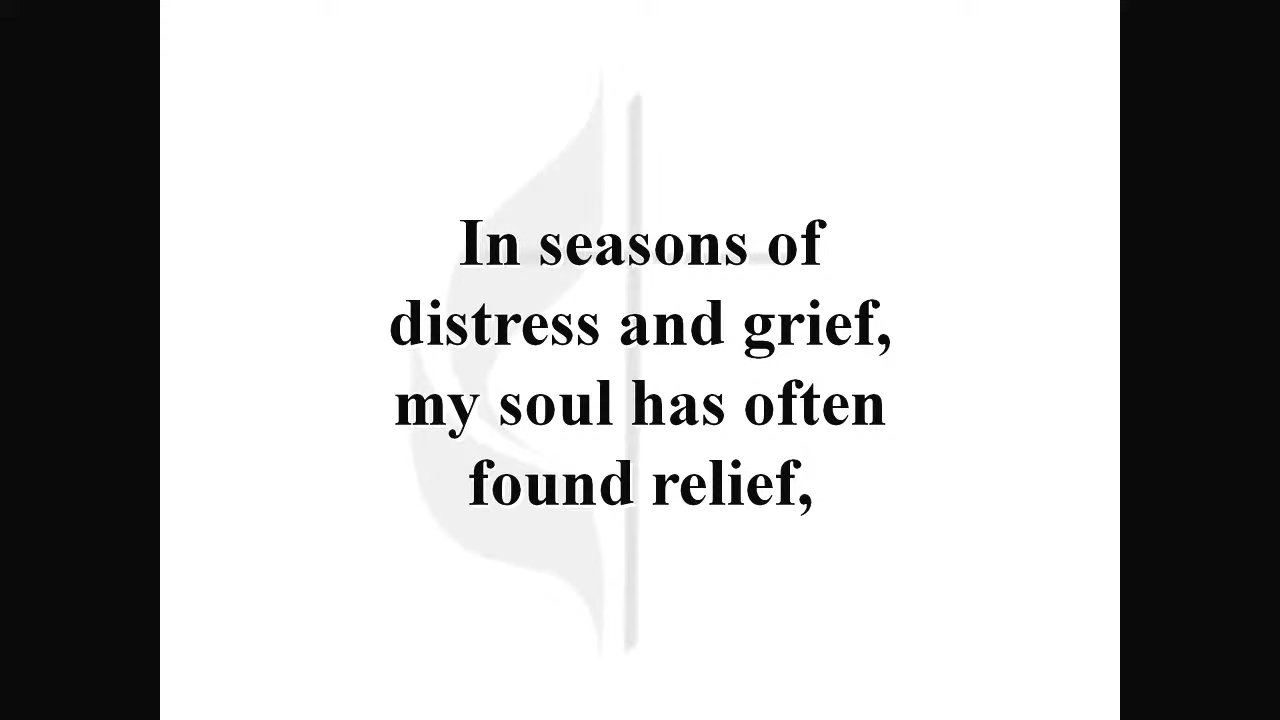 In seasons of
distress and grief,
my soul has often
found relief,